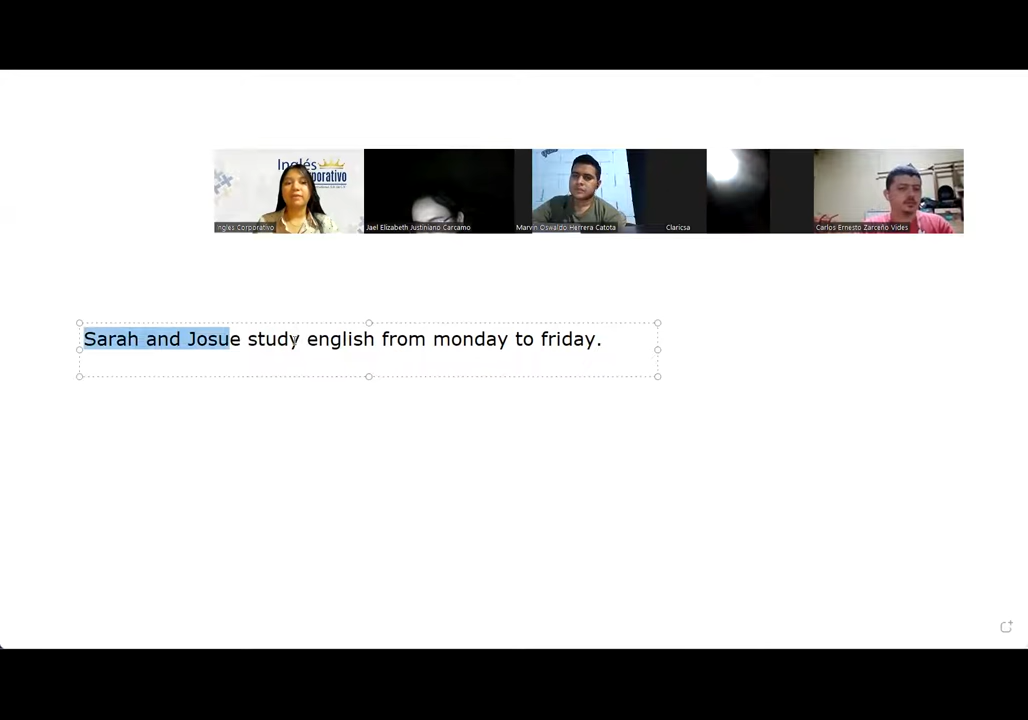 Inglés
Corporativo
Ingles Corporativo
Jael Elizabeth Justiniano Carcamo
Marvin Oswaldo Herrera Catota
Claricsa
Carlos Ernesto Zarceño Vides
Sarah and Josue study english from monday to friday.